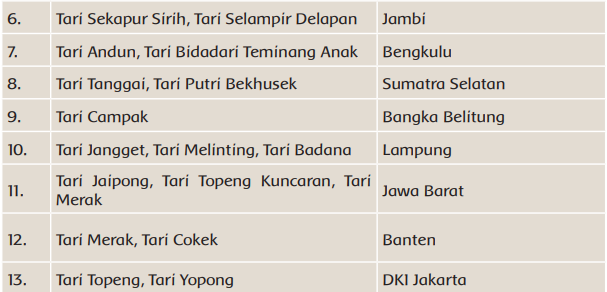 6. Tari Sekapur Sirih, Tari Selampir Delapan Jambi
7. Tari Andun, Tari Bidadari Teminang Anak Bengkulu
8. Tari Tanggai, Tari Putri Bekhusek Sumatra Selatan
9. Tari Campak Bangka Belitung
10. Tari Jangget, Tari Melinting, Tari Badana Lampung
11. Tari Jaipong, Tari Topeng Kuncaran, Tari
Merak Jawa Barat
12. Tari Merak, Tari Cokek Banten
13. Tari Topeng, Tari Yopong DKI Jakarta